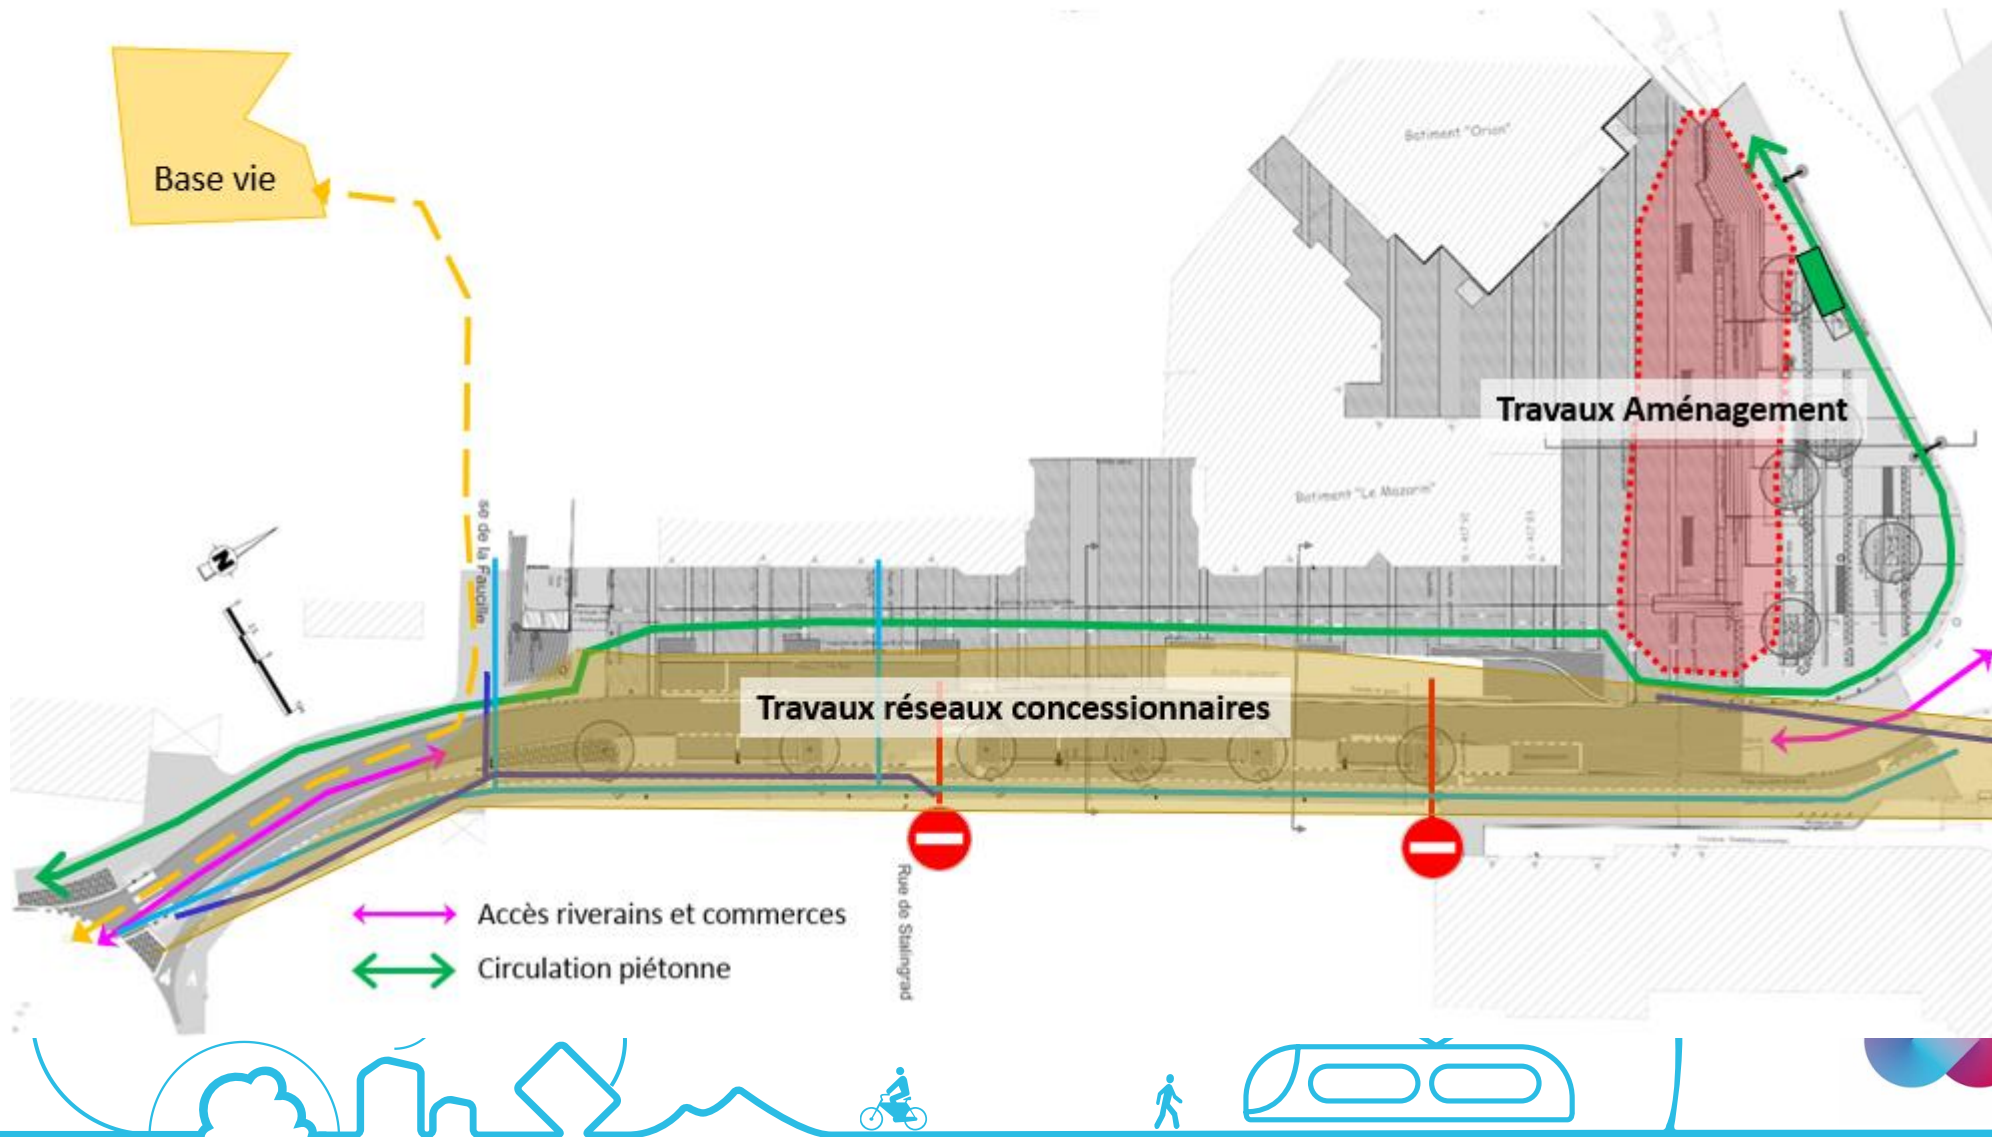 Base vie
Batiment "Orion"
Travaux Aménagement
Batiment "Le Mazarin"
se de la Faucille
N
Travaux réseaux concessionnaires
Rue de Stalingrad
Accès riverains et commerces
Circulation piétonne